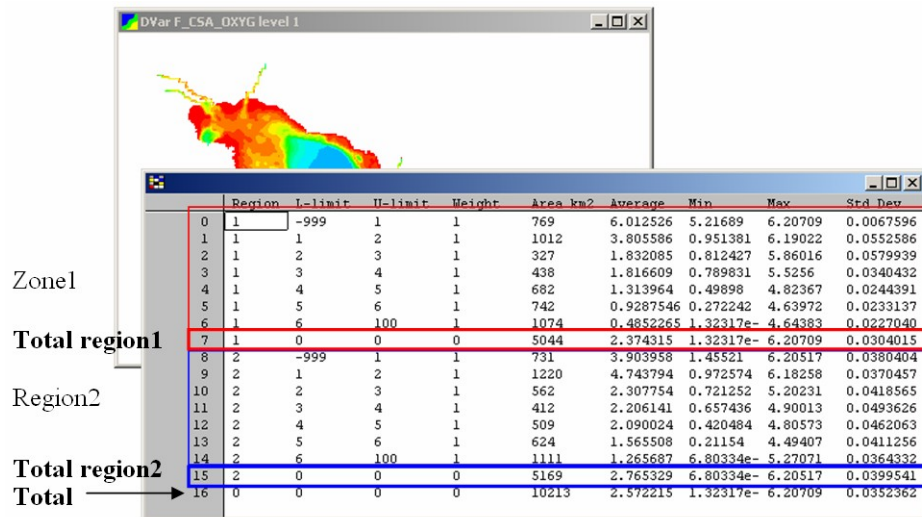 DVar F_CSA_OXYG level 1
Region L-limit U-limit Weight Area km2 Average Min Max Std Dev
0 1 -999 1 1 769 6.012526 5.21689 6.20709 0.0067596
1 1 1 2 1 1012 3.805586 0.951381 6.19022 0.0552586
2 1 2 3 1 327 1.832085 0.812427 5.86016 0.0579939
Zone1
3 1 3 4 1 438 1.816609 0.789831 5.5256 0.0340432
4 1 4 5 1 682 1.313964 0.49898 4.82367 0.0244391
5 1 5 6 1 742 0.9287546 0.272242 4.63972 0.0233137
6 1 6 100 1 1074 0.4852265 1.32317e- 4.64383 0.0227040
Total region1 7 1 0 0 0 5044 2.374315 1.32317e- 6.20709 0.0304015
8 2 -999 1 1 731 3.903958 1.45521 6.20517 0.0380404
9 2 1 2 1 1220 4.743794 0.972574 6.18258 0.0370457
Region2 10 2 2 3 1 562 2.307754 0.721252 5.20231 0.0418565
11 2 3 4 1 412 2.206141 0.657436 4.90013 0.0493626
12 2 4 5 1 509 2.090024 0.420484 4.80573 0.0462063
13 2 5 6 1 624 1.565508 0.21154 4.49407 0.0411256
14 2 6 100 1 1111 1.265687 6.80334e- 5.27071 0.0364332
Total region2 15 2 0 0 0 5169 2.765329 6.80334e- 6.20517 0.0399541
Total 16 0 0 0 0 10213 2.572215 1.32317e- 6.20709 0.0352362